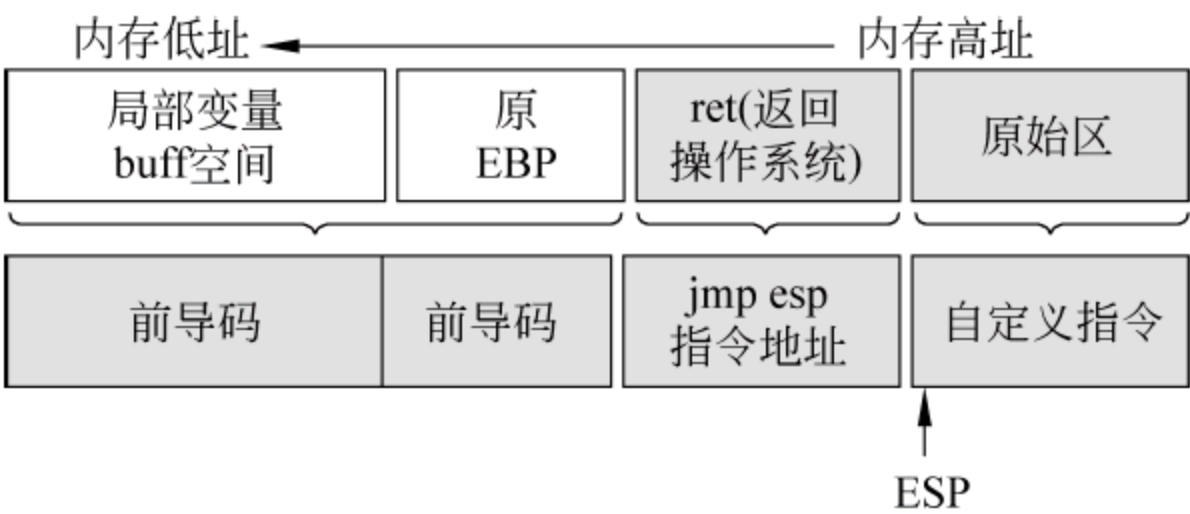 内存低址 内存高址
局部变量
buff空间
原
EBP
ret(返回
操作系统)
原始区
前导码
前导码
jmp esp
指令地址
自定义指令
ESP